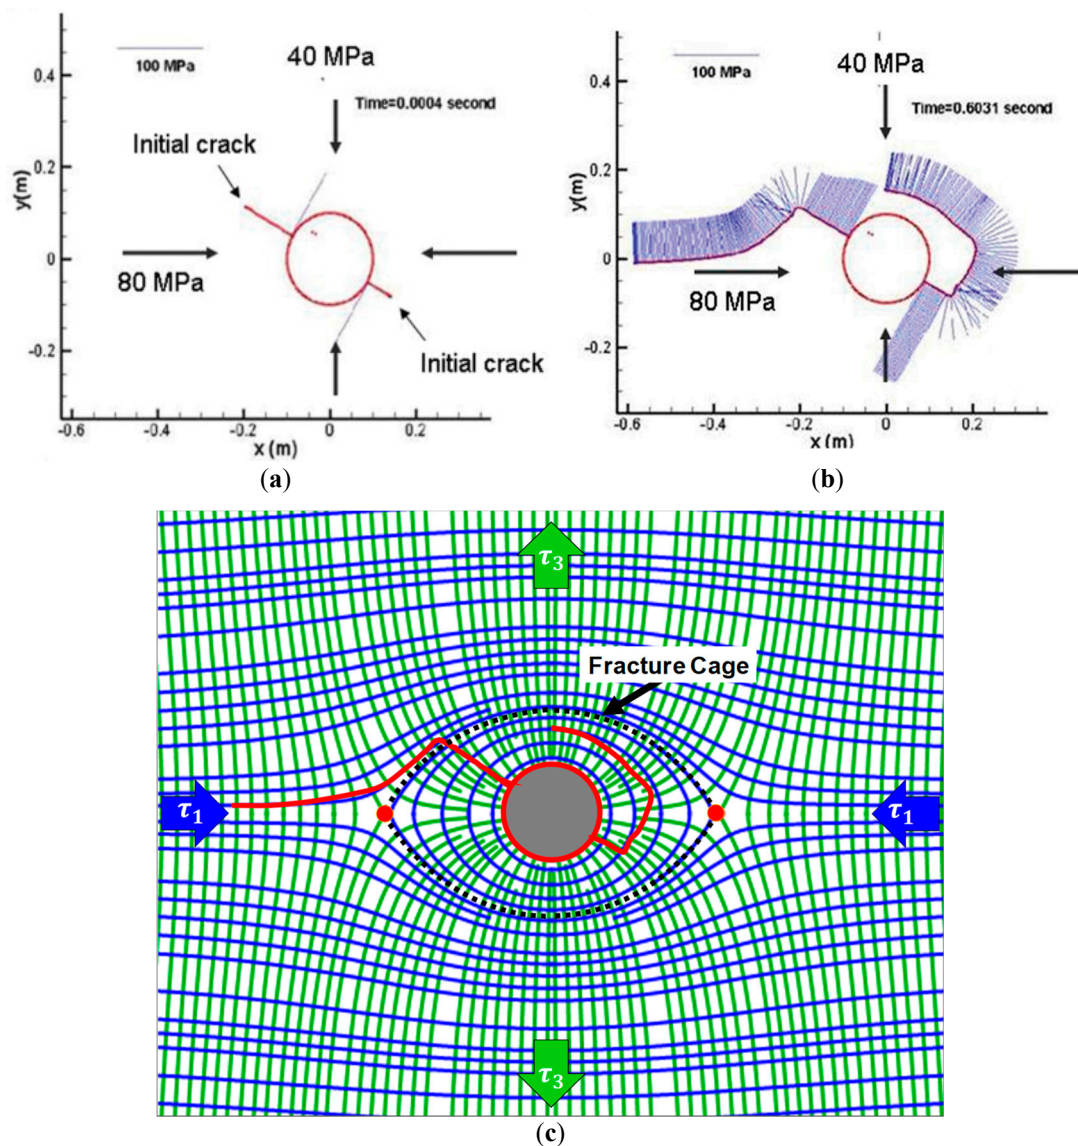 100 MPa
40 MPa
Time=0.0004 second
Initial crack
80 MPa
Initial crack
y(m)
0.4
0.2
0
-0.2
-0.6
-0.4
-0.2
0
0.2
x (m)
(a)
100 MPa
40 MPa
Time=0.6031 second
80 MPa
y(m)
0.4
0.2
0
-0.2
-0.6
-0.4
-0.2
0
0.2
x (m)
(b)
τ3
Fracture Cage
τ1
τ1
τ3
(c)